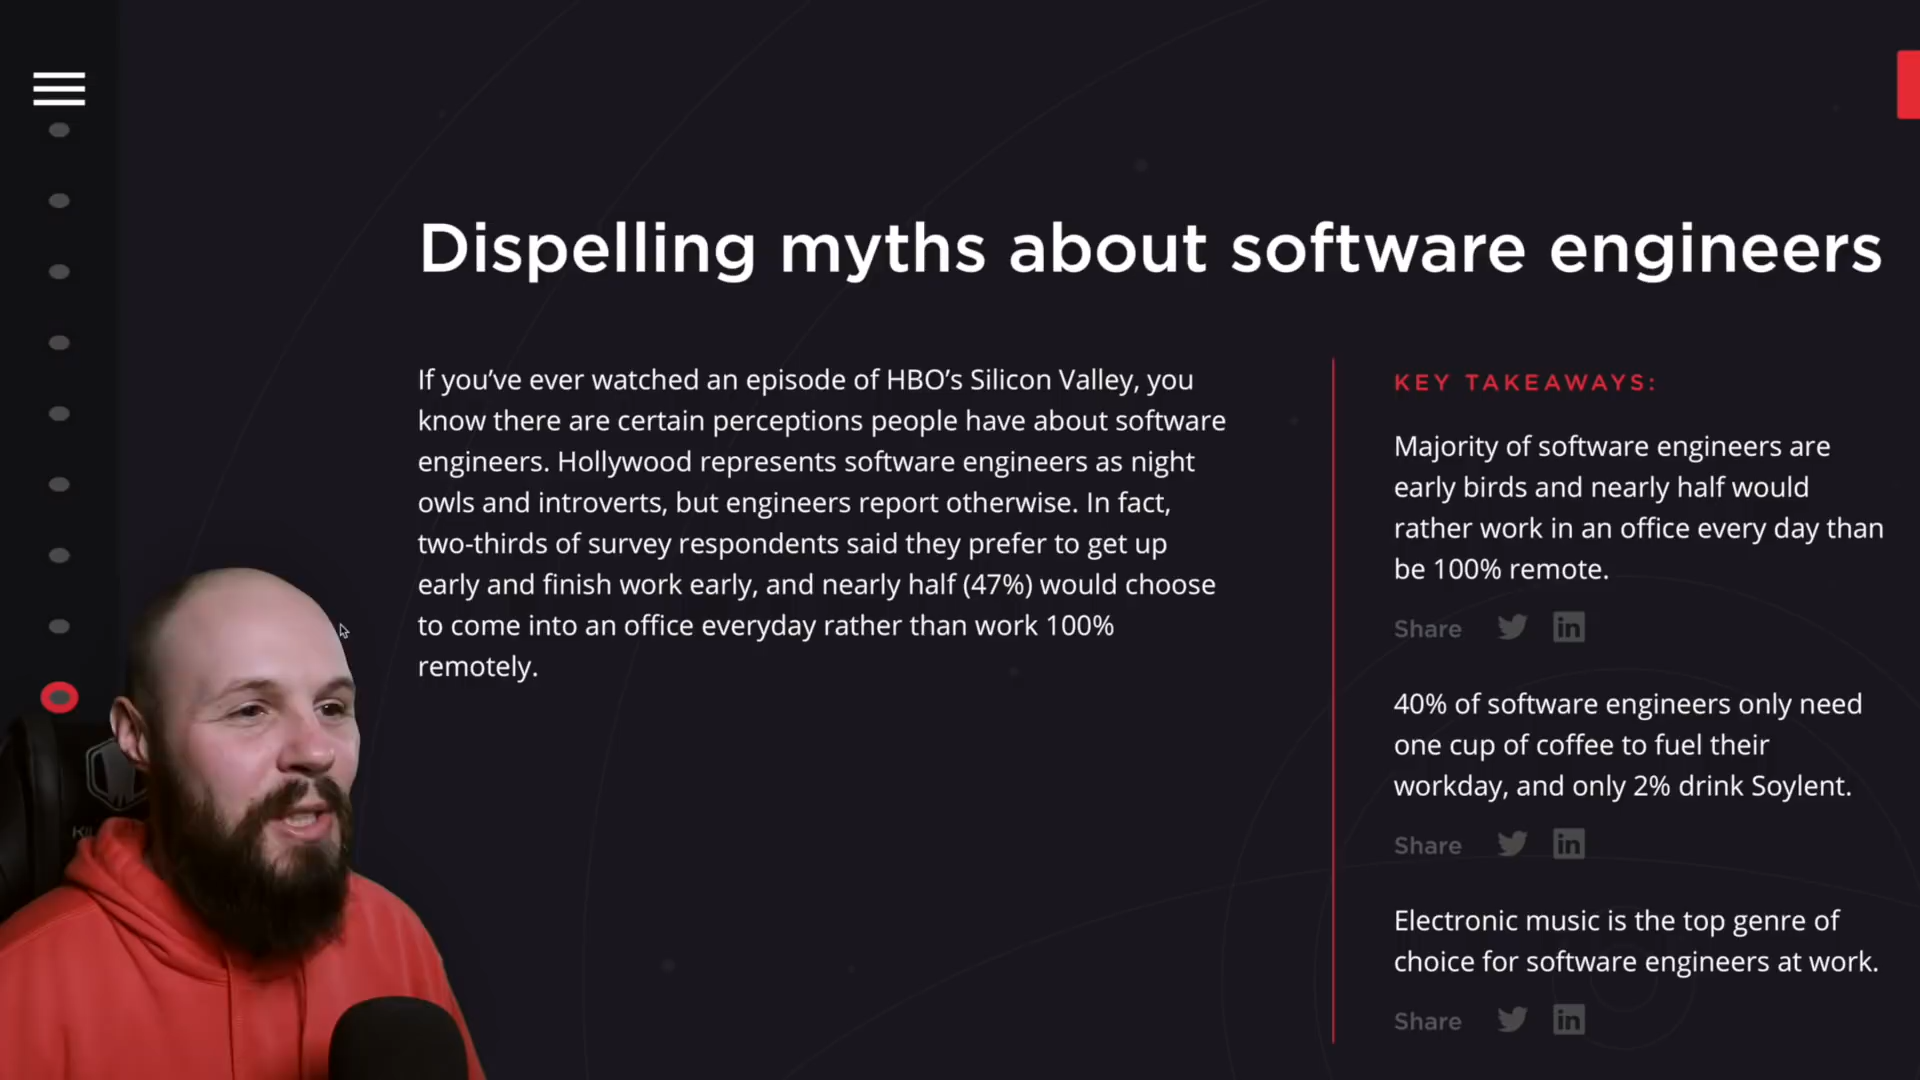 Dispelling myths about software engineers
If you’ve ever watched an episode of HBO’s Silicon Valley, you
know there are certain perceptions people have about software
engineers. Hollywood represents software engineers as night
owls and introverts, but engineers report otherwise. In fact,
two-thirds of survey respondents said they prefer to get up
early and finish work early, and nearly half (47%) would choose
to come into an office everyday rather than work 100%
remotely.
KEY TAKEAWAYS:
Majority of software engineers are
early birds and nearly half would
rather work in an office every day than
be 100% remote.
Share
40% of software engineers only need
one cup of coffee to fuel their
workday, and only 2% drink Soylent.
Share
Electronic music is the top genre of
choice for software engineers at work.
Share